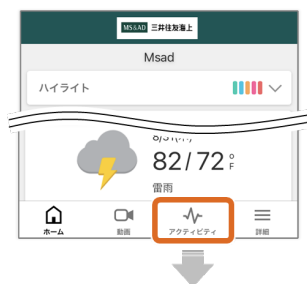 MS&AD 三井住友海上
Msad
ハイライト
82/72 °F
雷雨
ホーム
動画
アクティビティ
詳細